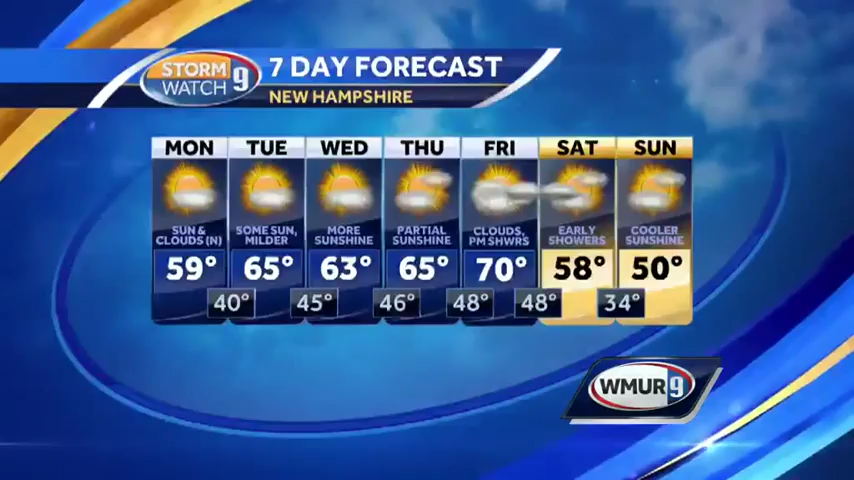 STORM WATCH 9
7 DAY FORECAST
NEW HAMPSHIRE
MON TUE WED THU FRI SAT SUN
SUN & CLOUDS (N)
SOME SUN, MILDER
MORE SUNSHINE
PARTIAL SUNSHINE
CLOUDS, PM SHWRS
EARLY SHOWERS
COOLER SUNSHINE
59° 65° 63° 65° 70° 58° 50°
40° 45° 46° 48° 48° 34°
WMUR 9